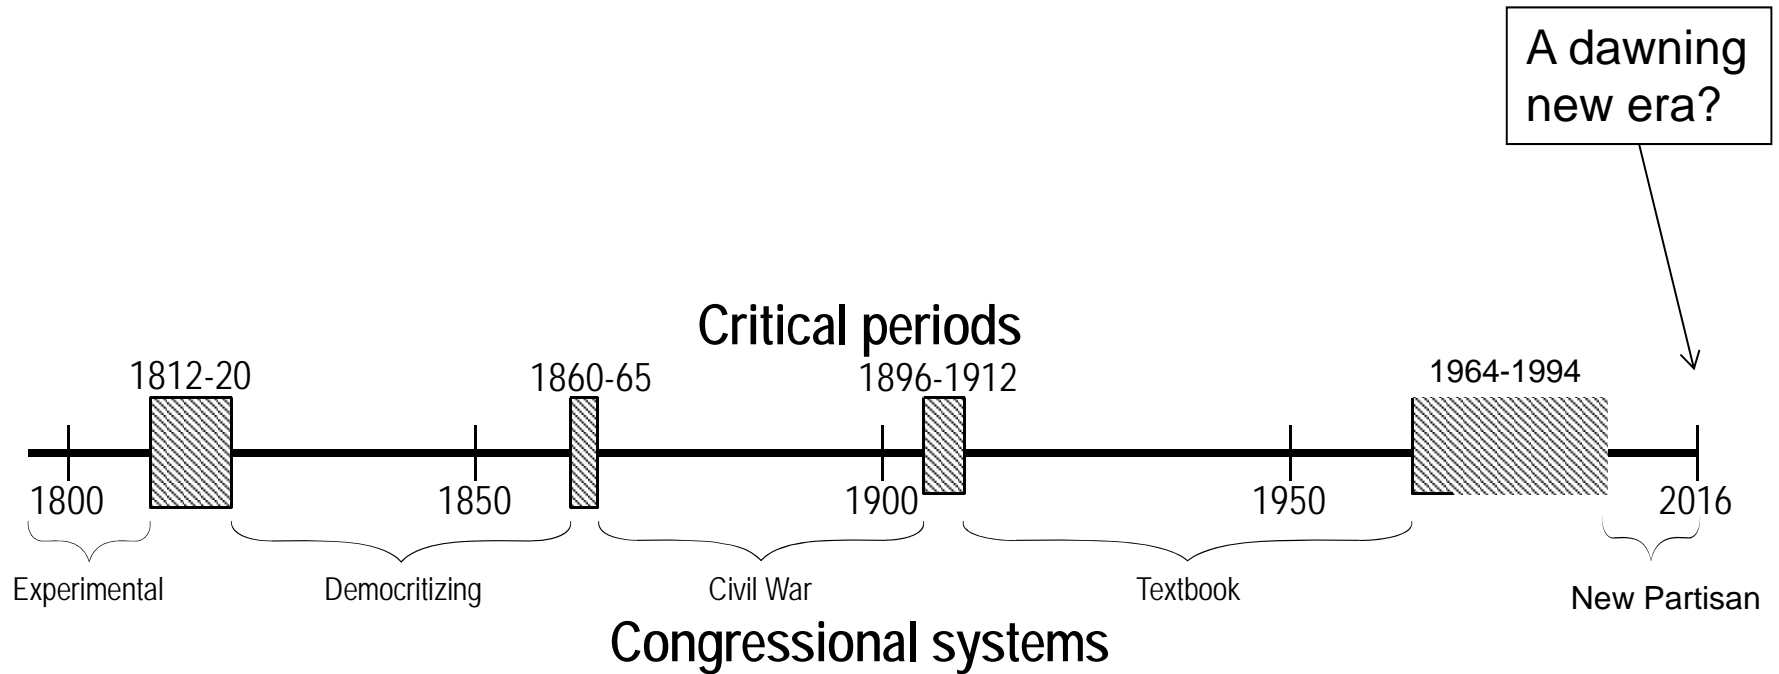 A dawning
new era?
Critical periods
1812-20
1860-65
1896-1912
1964-1994
1800
1850
1900
1950
2016
Experimental
Democritizing
Civil War
Textbook
New Partisan
Congressional systems